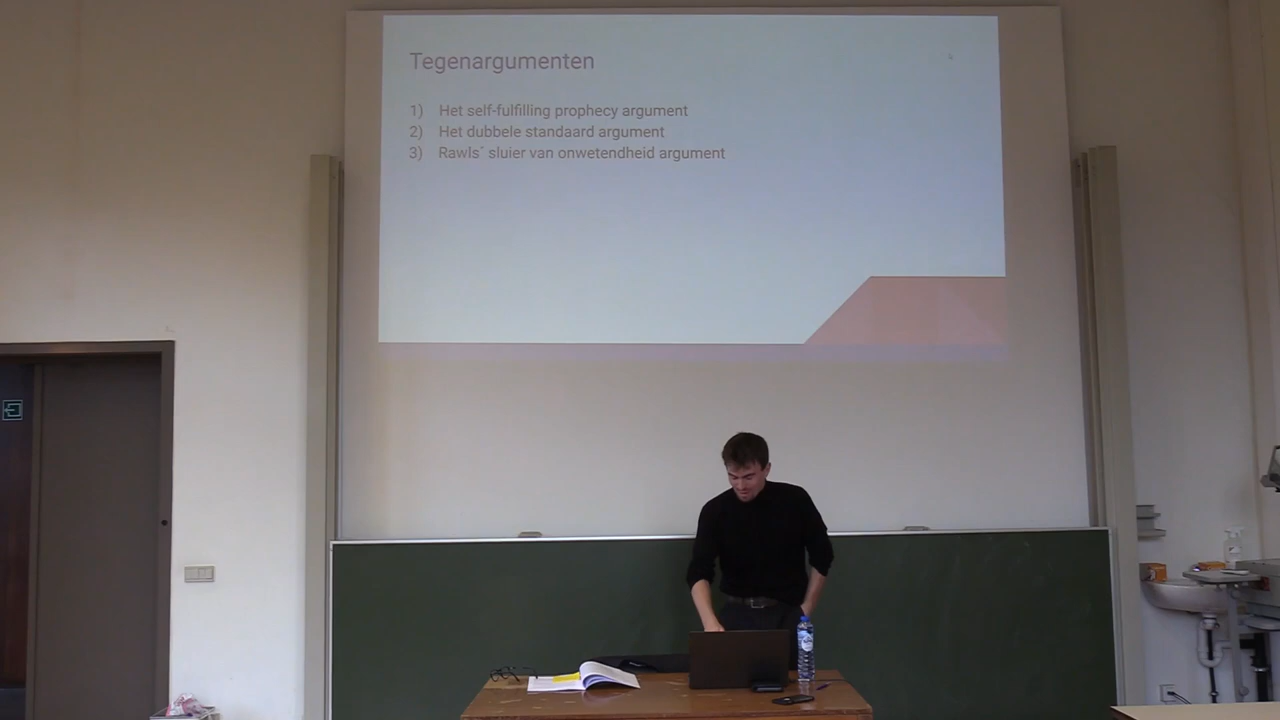 Tegenargumenten
1) Het self-fulfilling prophecy argument
2) Het dubbele standaard argument
3) Rawls´ sluier van onwetendheid argument